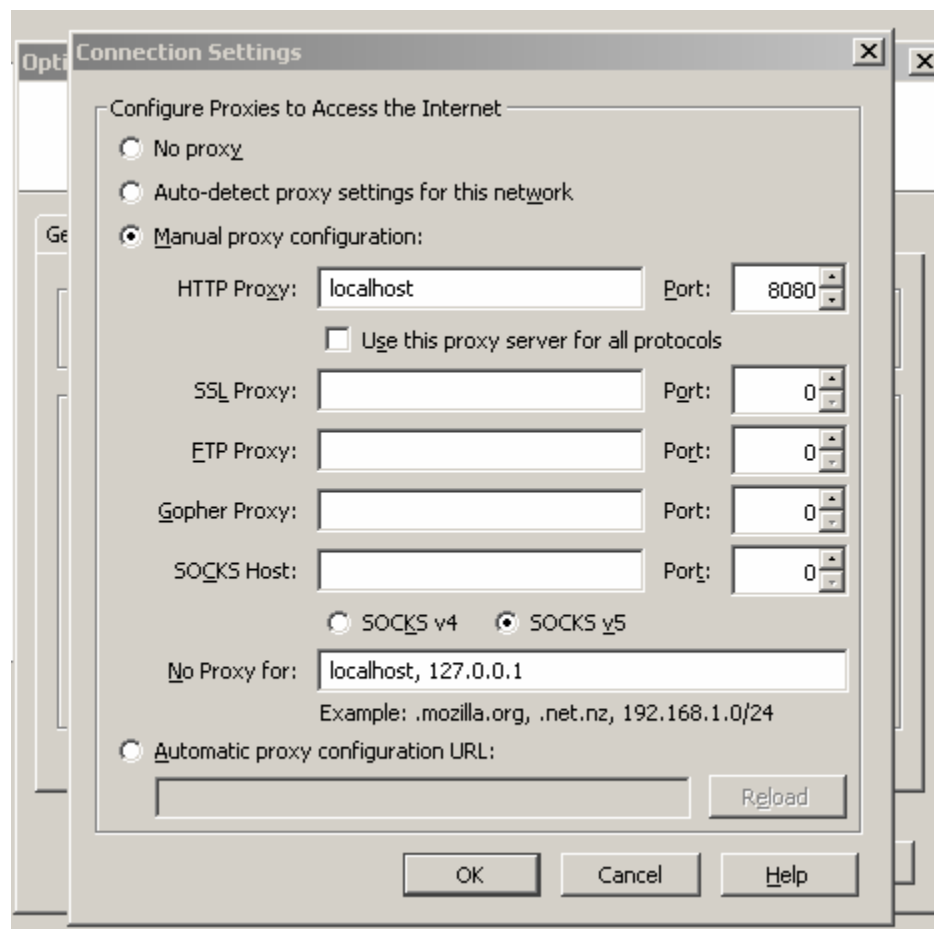 Opti
Connection Settings
Configure Proxies to Access the Internet
No proxy
Auto-detect proxy settings for this network
Ge
Manual proxy configuration:
HTTP Proxy: localhost Port: 8080
Use this proxy server for all protocols
SSL Proxy: Port: 0
FTP Proxy: Port: 0
Gopher Proxy: Port: 0
SOCKS Host: Port: 0
SOCKS v4 SOCKS v5
No Proxy for: localhost, 127.0.0.1
Example: .mozilla.org, .net.nz, 192.168.1.0/24
Automatic proxy configuration URL:
Reload
OK Cancel Help